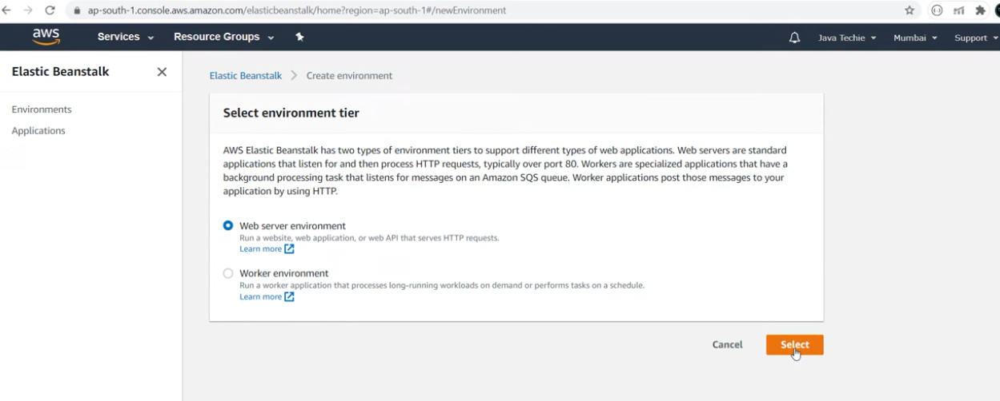 ap-south-1.console.aws.amazon.com/elasticbeanstalk/home?region=ap-south-1#/newEnvironment
aws Services Resource Groups Java Techie Mumbai Support
Elastic Beanstalk
Environments
Applications
Elastic Beanstalk > Create environment
Select environment tier
AWS Elastic Beanstalk has two types of environment tiers to support different types of web applications. Web servers are standard
applications that listen for and then process HTTP requests, typically over port 80. Workers are specialized applications that have a
background processing task that listens for messages on an Amazon SQS queue. Worker applications post those messages to your
application by using HTTP.
Web server environment
Run a website, web application, or web API that serves HTTP requests.
Learn more
Worker environment
Run a worker application that processes long-running workloads on demand or performs tasks on a schedule.
Learn more
Cancel Select